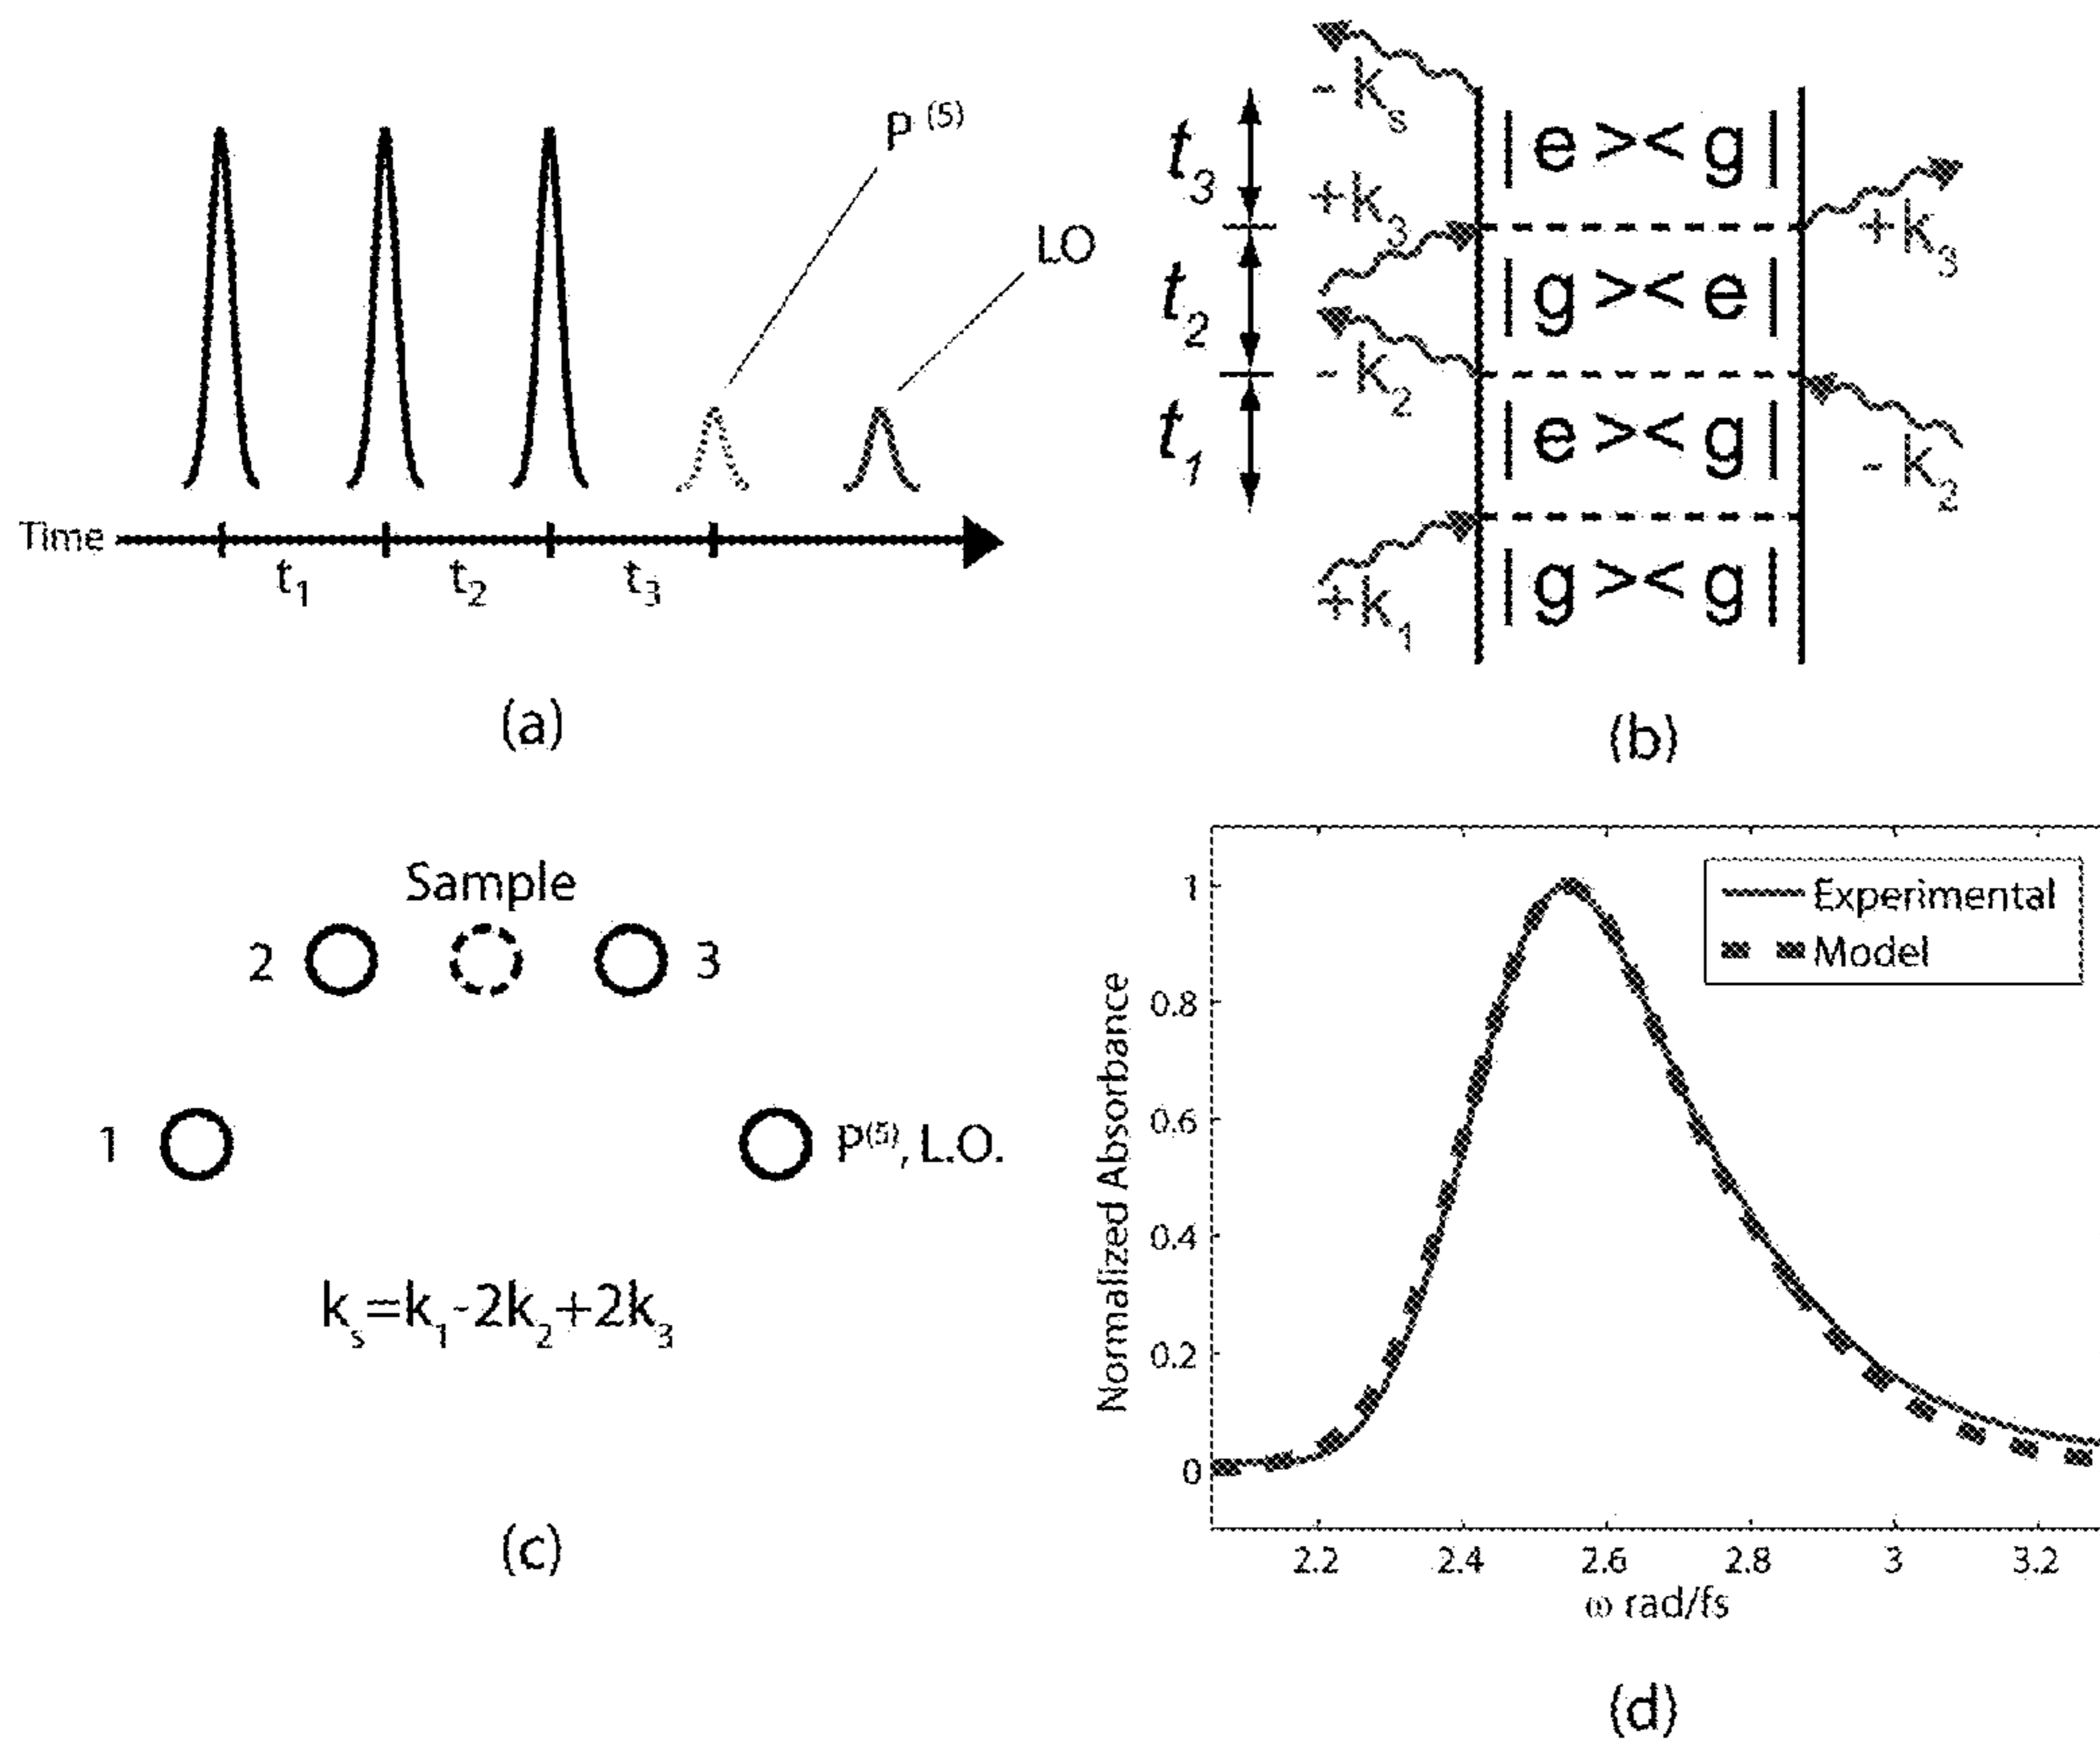 P (5)
LO
Time
t1 t2 t3
(a)
- ks
t3
|e><g|
+k3
+k3
t2
|g><e|
- k2
t1
|e><g|
- k2
|g><g|
+k1
(b)
Sample
2 3
1 P(5), L.O.
ks=k1-2k2+2k3
(c)
Experimental
Model
Normalized Absorbance
1
0.8
0.6
0.4
0.2
0
2.2 2.4 2.6 2.8 3 3.2
ω rad/fs
(d)